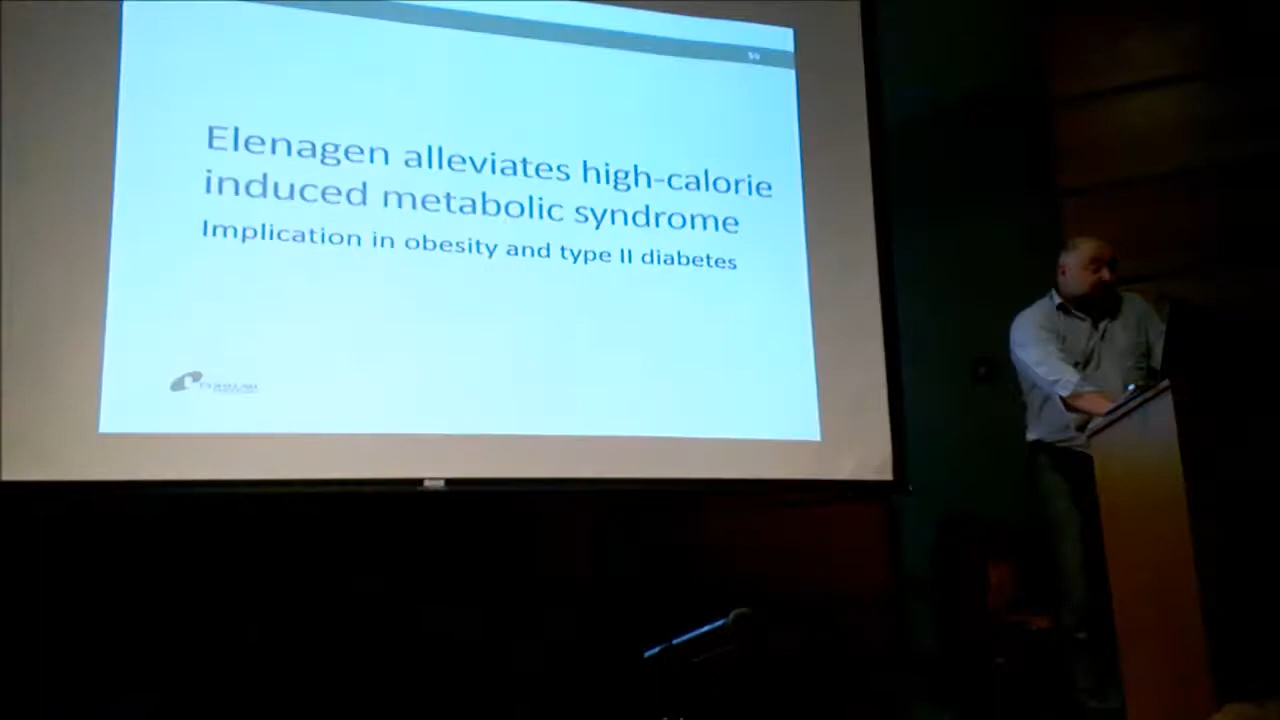 Elenagen alleviates high-calorie
induced metabolic syndrome
Implication in obesity and type II diabetes